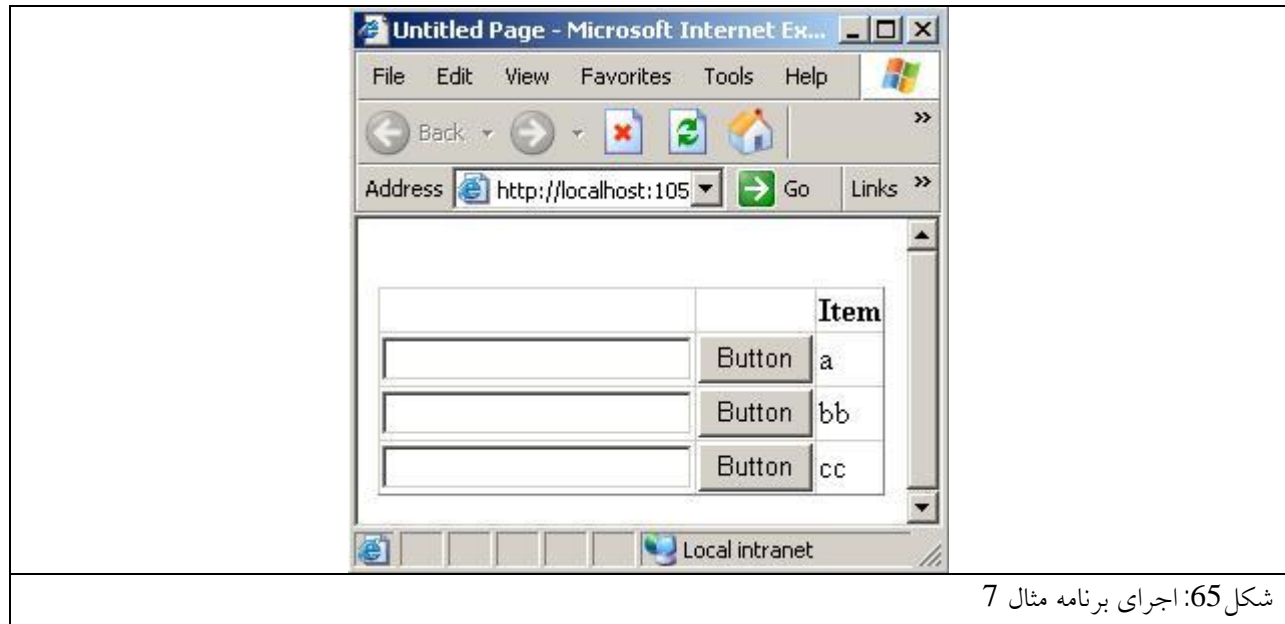 Untitled Page - Microsoft Internet Ex...
File Edit View Favorites Tools Help
Back »
Address http://localhost:105 Go Links »
Item
Button a
Button bb
Button cc
Local intranet
شکل65: اجرای برنامه مثال 7